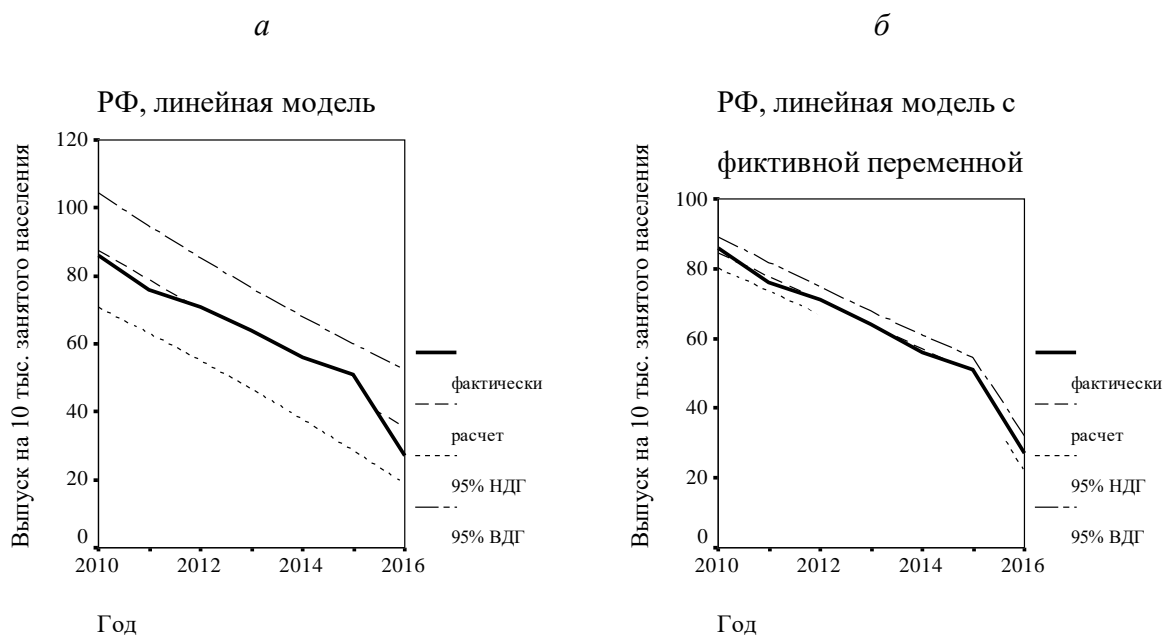 а
РФ, линейная модель
Выпуск на 10 тыс. занятого населения
120
100
80
60
40
20
0
2010
2012
2014
2016
Год
фактически
расчет
95% НДГ
95% ВДГ
б
РФ, линейная модель с
фиктивной переменной
Выпуск на 10 тыс. занятого населения
100
80
60
40
20
0
2010
2012
2014
2016
Год
фактически
расчет
95% НДГ
95% ВДГ